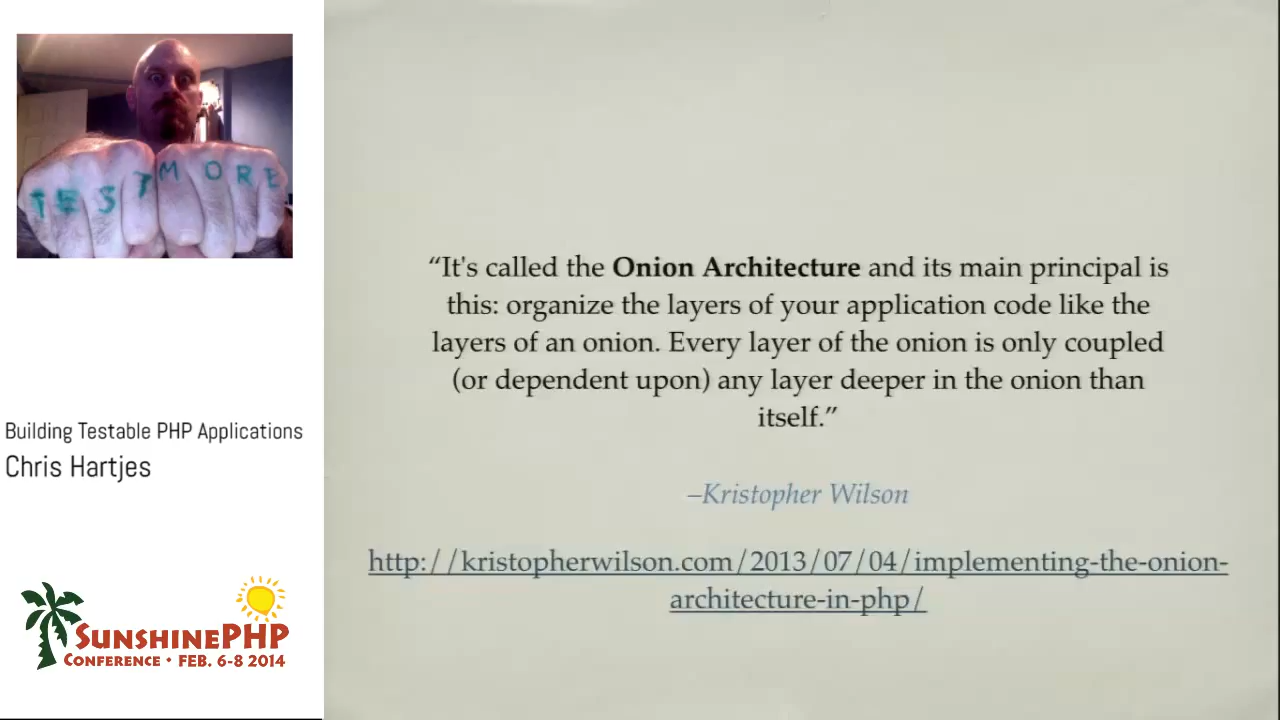 TEST MORE
Building Testable PHP Applications
Chris Hartjes
SUNSHINEPHP
CONFERENCE • FEB. 6-8 2014
“It's called the Onion Architecture and its main principal is
this: organize the layers of your application code like the
layers of an onion. Every layer of the onion is only coupled
(or dependent upon) any layer deeper in the onion than
itself.”
–Kristopher Wilson
http://kristopherwilson.com/2013/07/04/implementing-the-onion-
architecture-in-php/